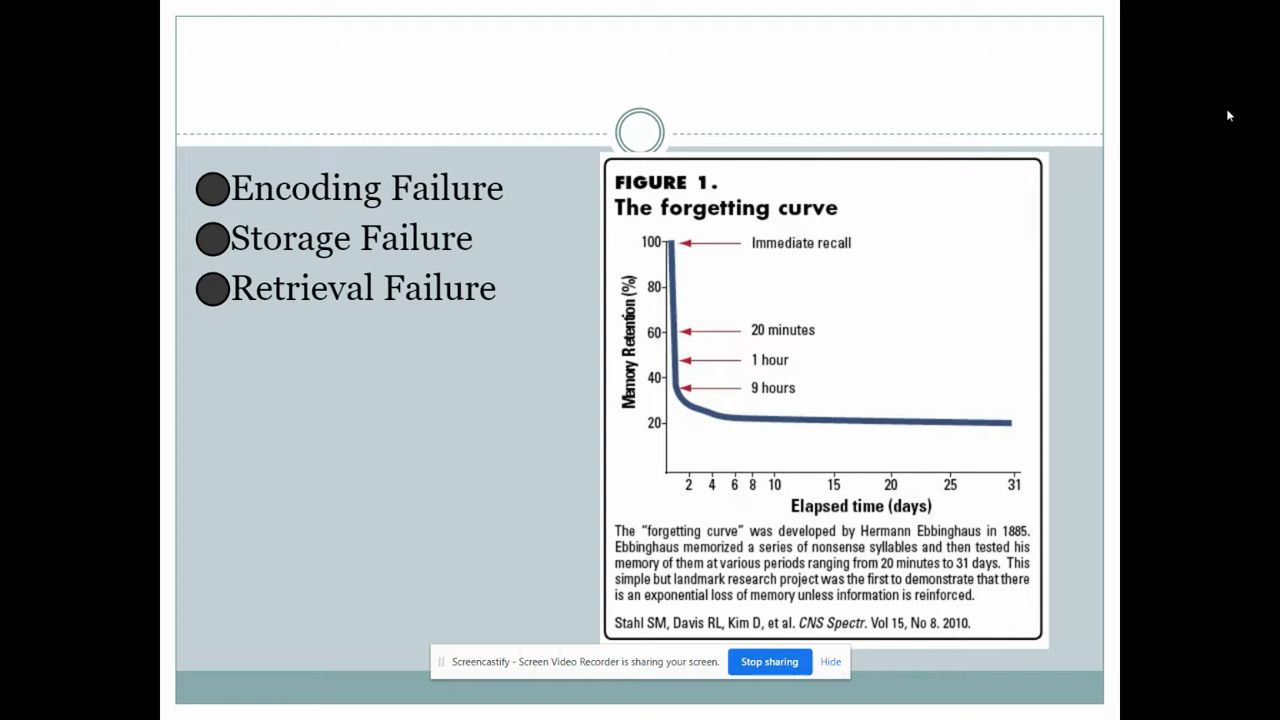 Encoding Failure
Storage Failure
Retrieval Failure
FIGURE 1.
The forgetting curve
Memory Retention (%)
100
80
60
40
20
Immediate recall
20 minutes
1 hour
9 hours
2 4 6 8 10 15 20 25 31
Elapsed time (days)
The “forgetting curve” was developed by Hermann Ebbinghaus in 1885.
Ebbinghaus memorized a series of nonsense syllables and then tested his
memory of them at various periods ranging from 20 minutes to 31 days. This
simple but landmark research project was the first to demonstrate that there
is an exponential loss of memory unless information is reinforced.
Stahl SM, Davis RL, Kim D, et al. CNS Spectr. Vol 15, No 8. 2010.
Screencastify - Screen Video Recorder is sharing your screen. Stop sharing Hide